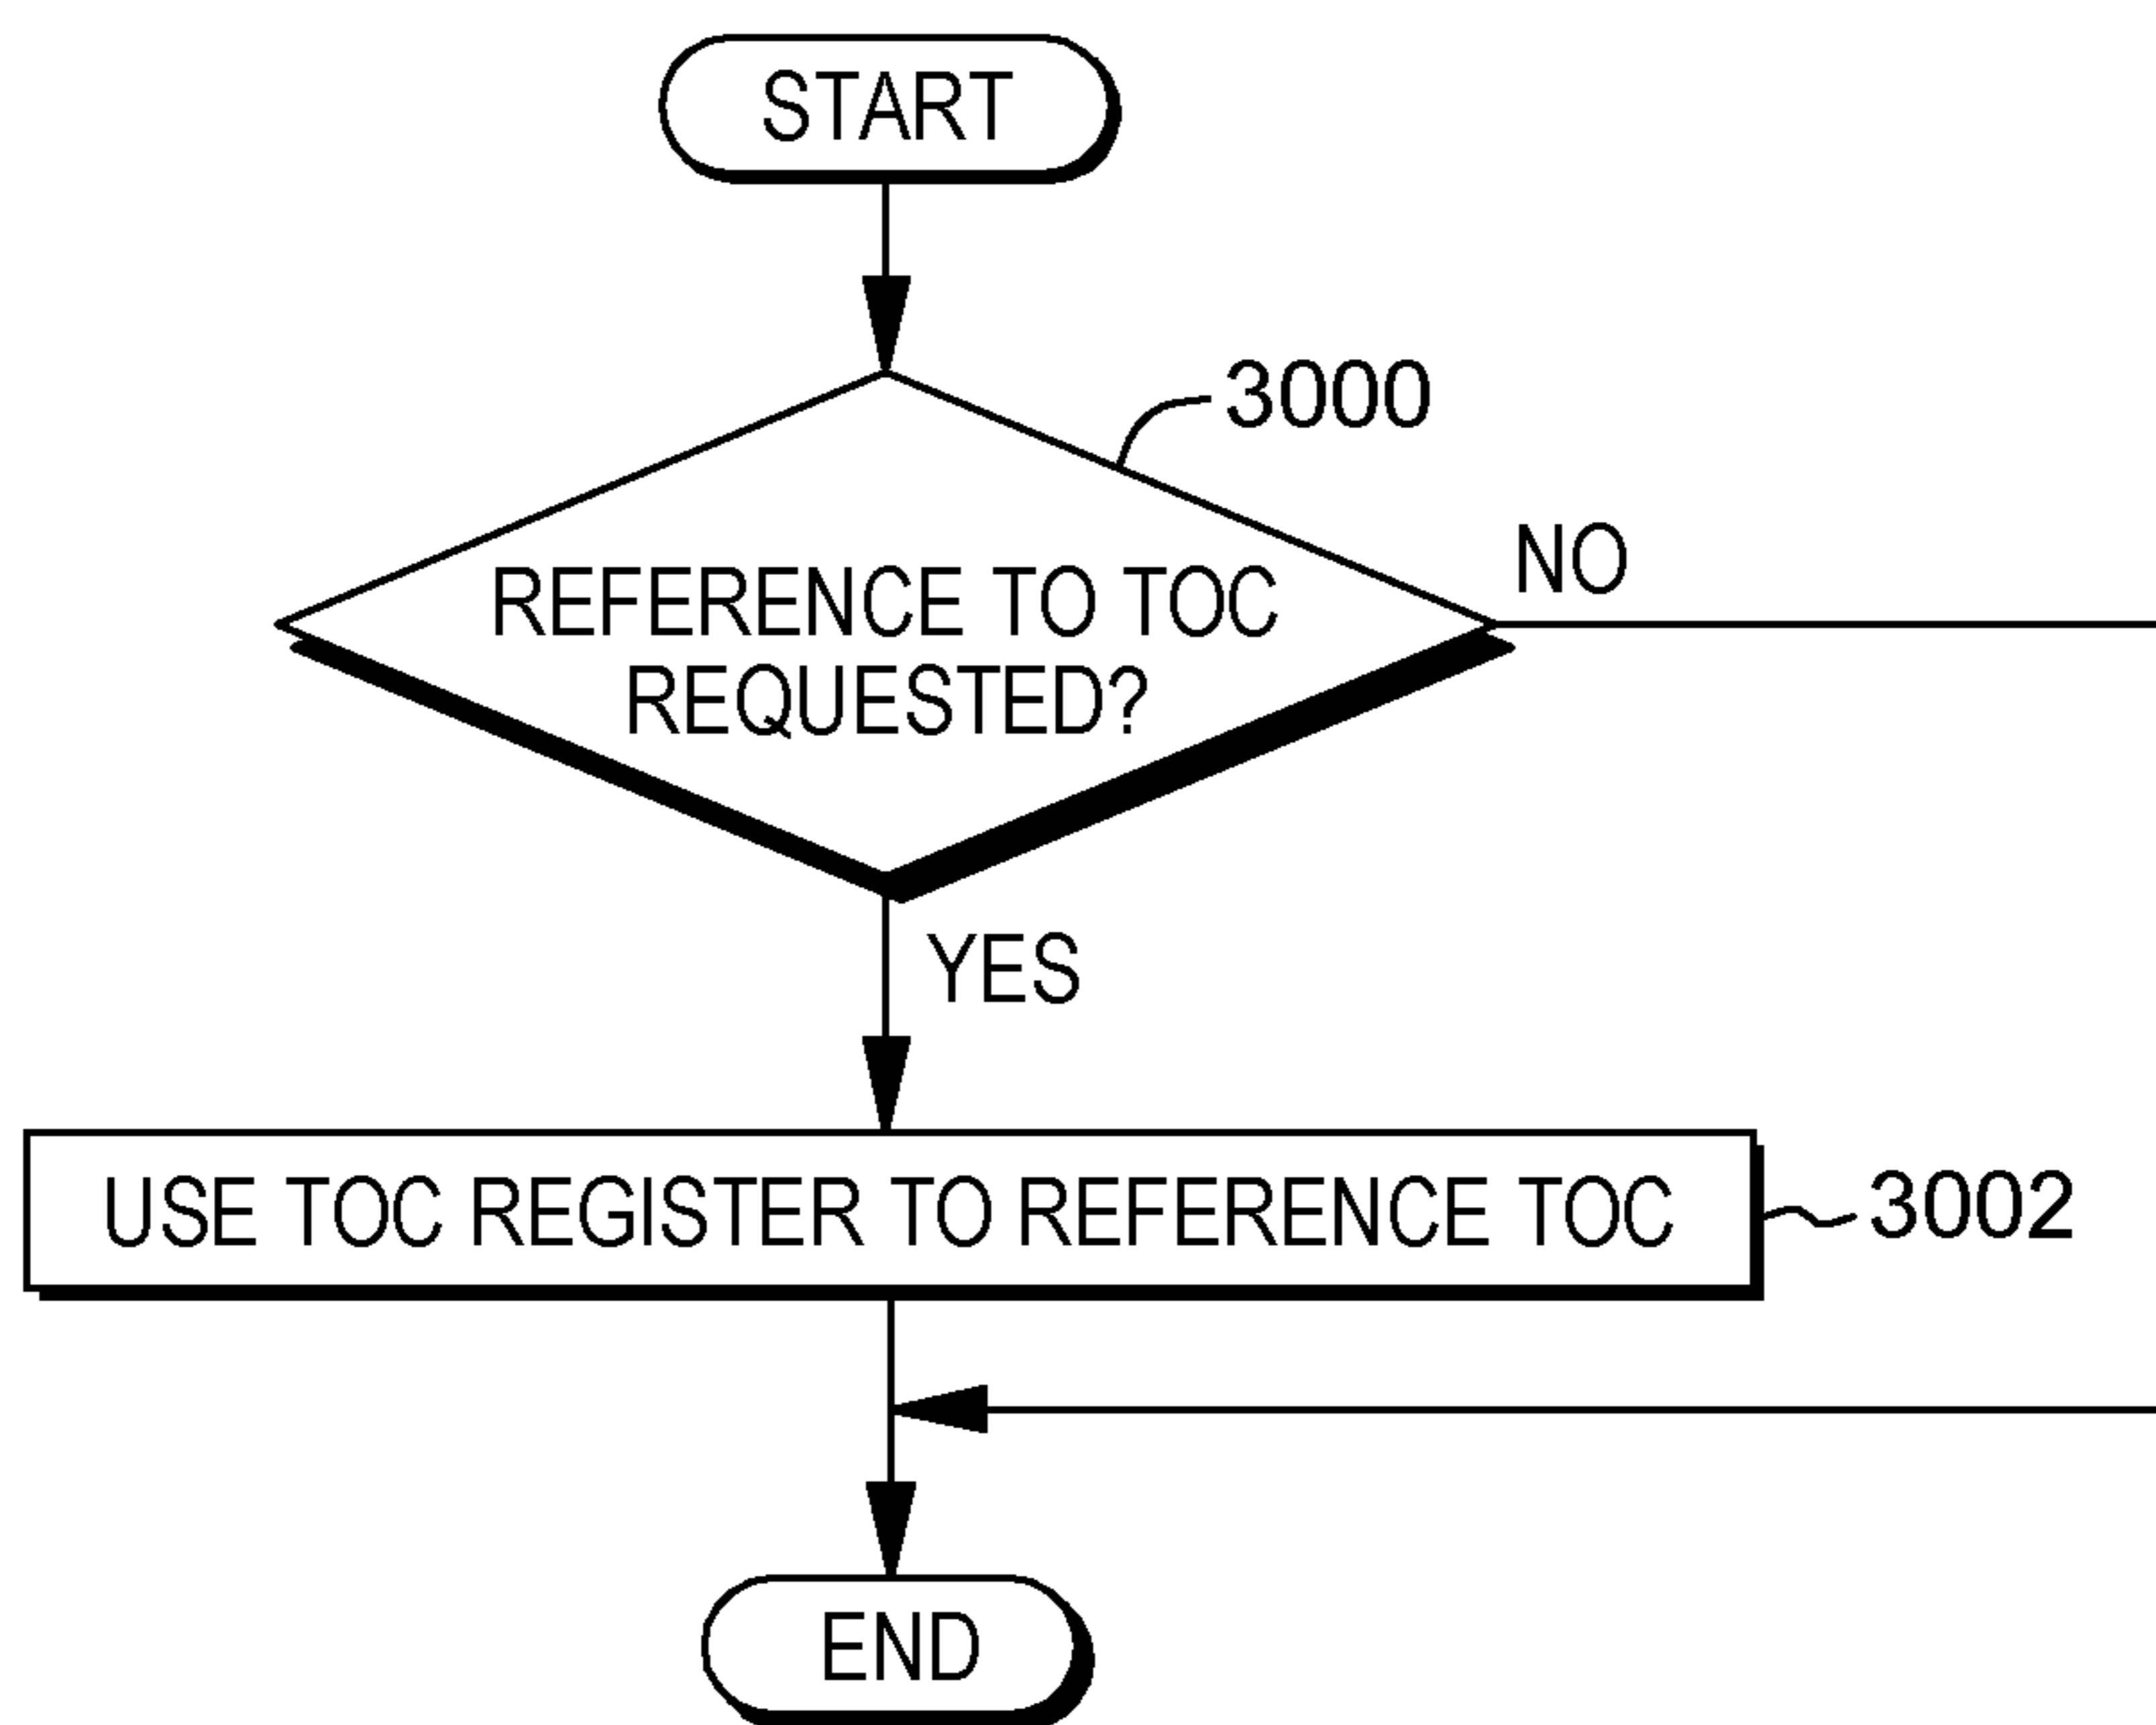 START
3000
NO
REFERENCE TO TOC
REQUESTED?
YES
USE TOC REGISTER TO REFERENCE TOC
3002
END